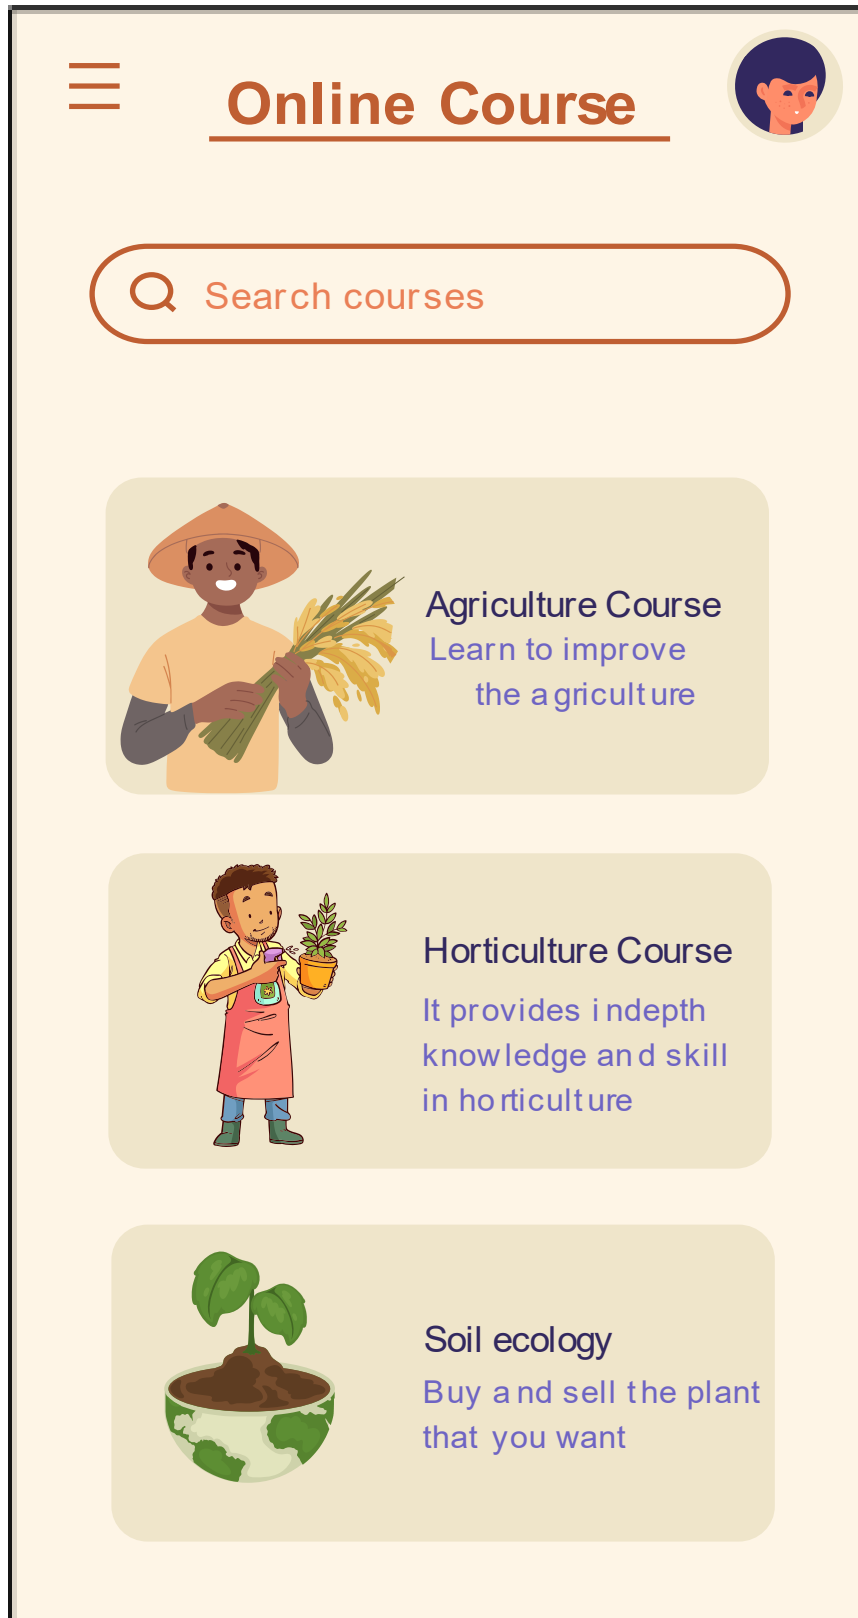 Online Course
Search courses
Agriculture Course
Learn to improve
the agriculture
Horticulture Course
It provides indepth
knowledge and skill
in horticulture
Soil ecology
Buy and sell the plant
that you want